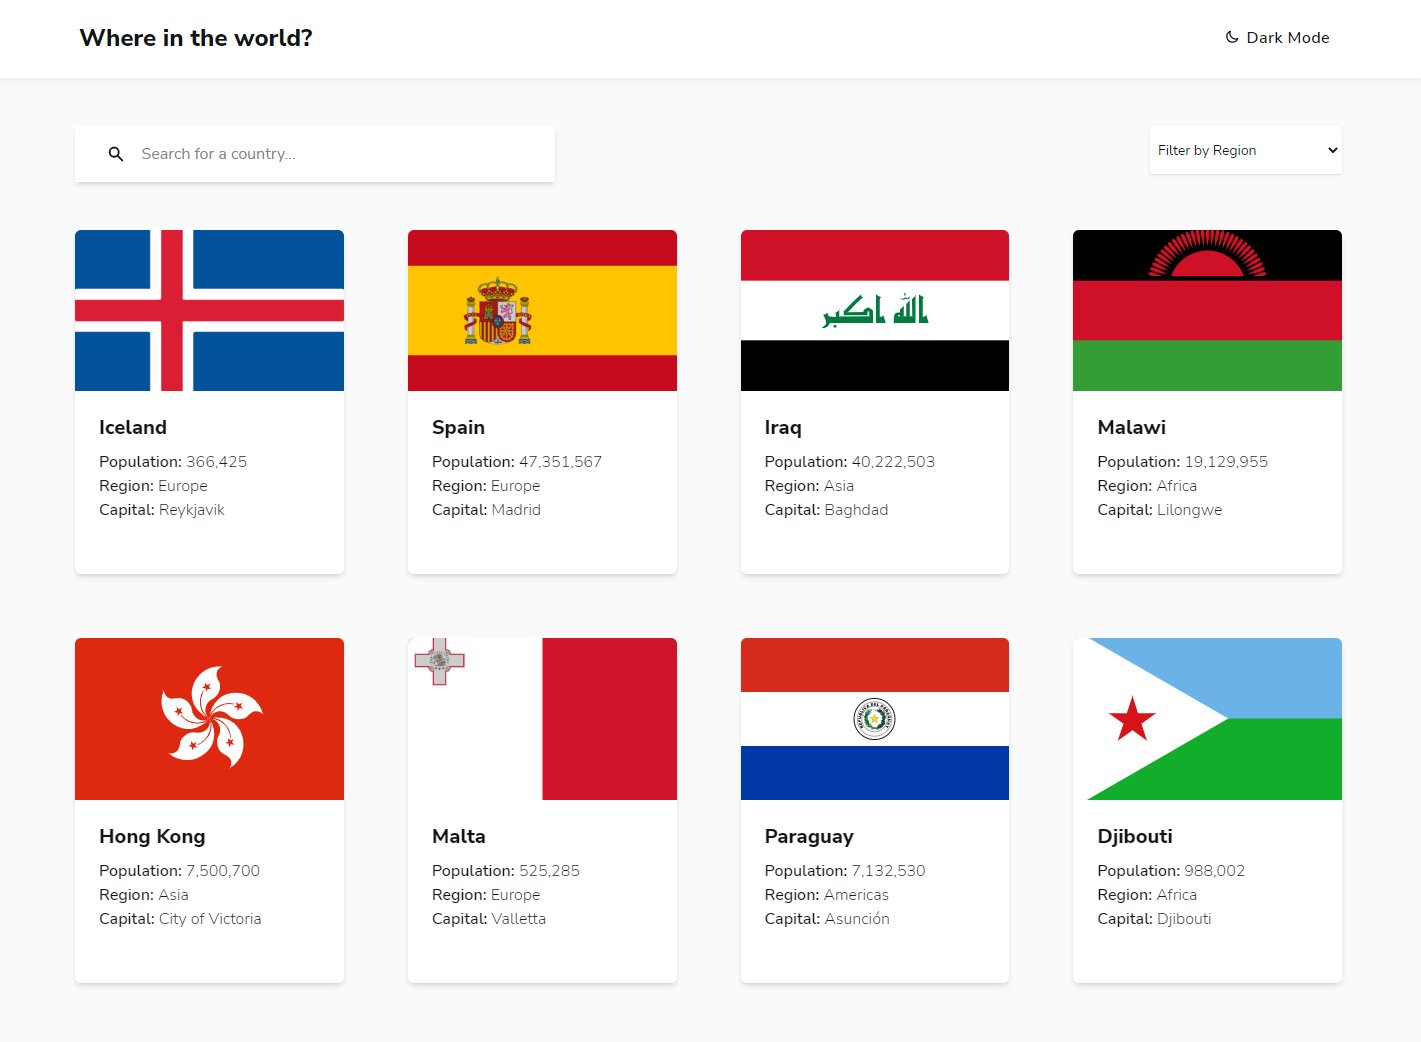 Where in the world?
Dark Mode
Search for a country...
Filter by Region
الله اكبر
Iceland
Population: 366,425
Region: Europe
Capital: Reykjavik
Spain
Population: 47,351,567
Region: Europe
Capital: Madrid
Iraq
Population: 40,222,503
Region: Asia
Capital: Baghdad
Malawi
Population: 19,129,955
Region: Africa
Capital: Lilongwe
REPUBLICA DEL PARAGUAY
Hong Kong
Population: 7,500,700
Region: Asia
Capital: City of Victoria
Malta
Population: 525,285
Region: Europe
Capital: Valletta
Paraguay
Population: 7,132,530
Region: Americas
Capital: Asunción
Djibouti
Population: 988,002
Region: Africa
Capital: Djibouti